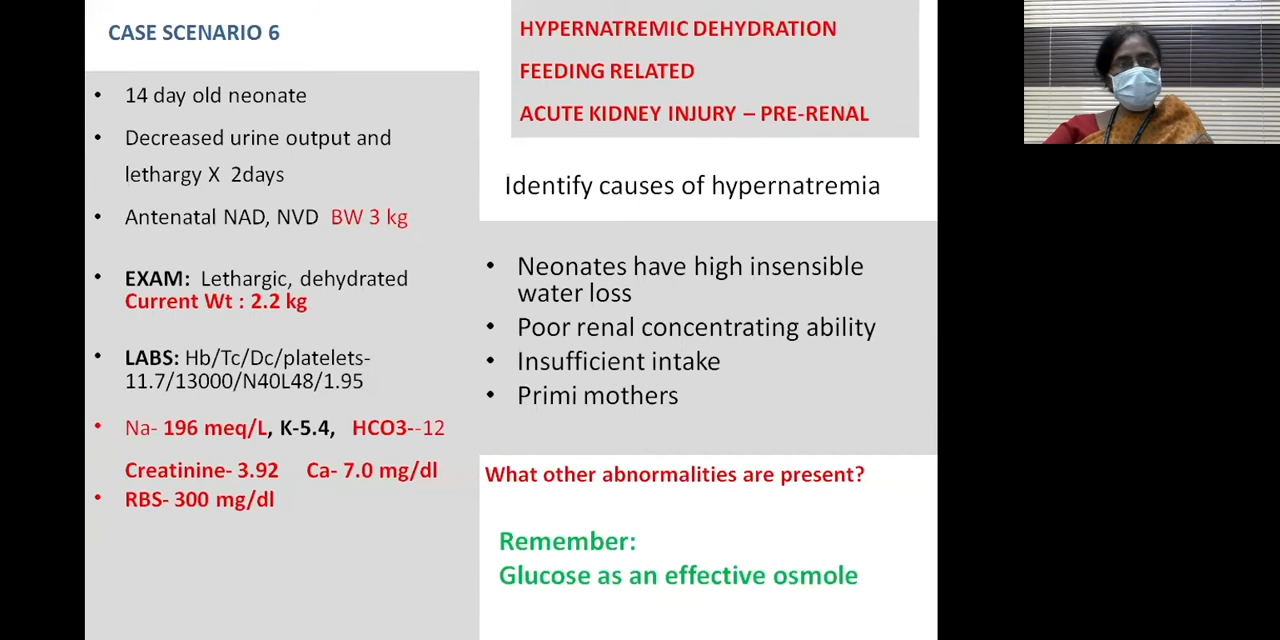 CASE SCENARIO 6
• 14 day old neonate
• Decreased urine output and
lethargy X 2days
• Antenatal NAD, NVD BW 3 kg
• EXAM: Lethargic, dehydrated
Current Wt : 2.2 kg
• LABS: Hb/Tc/Dc/platelets-
11.7/13000/N40L48/1.95
• Na- 196 meq/L, K-5.4, HCO3--12
Creatinine- 3.92 Ca- 7.0 mg/dl
• RBS- 300 mg/dl
HYPERNATREMIC DEHYDRATION
FEEDING RELATED
ACUTE KIDNEY INJURY – PRE-RENAL
Identify causes of hypernatremia
• Neonates have high insensible
water loss
• Poor renal concentrating ability
• Insufficient intake
• Primi mothers
What other abnormalities are present?
Remember:
Glucose as an effective osmole